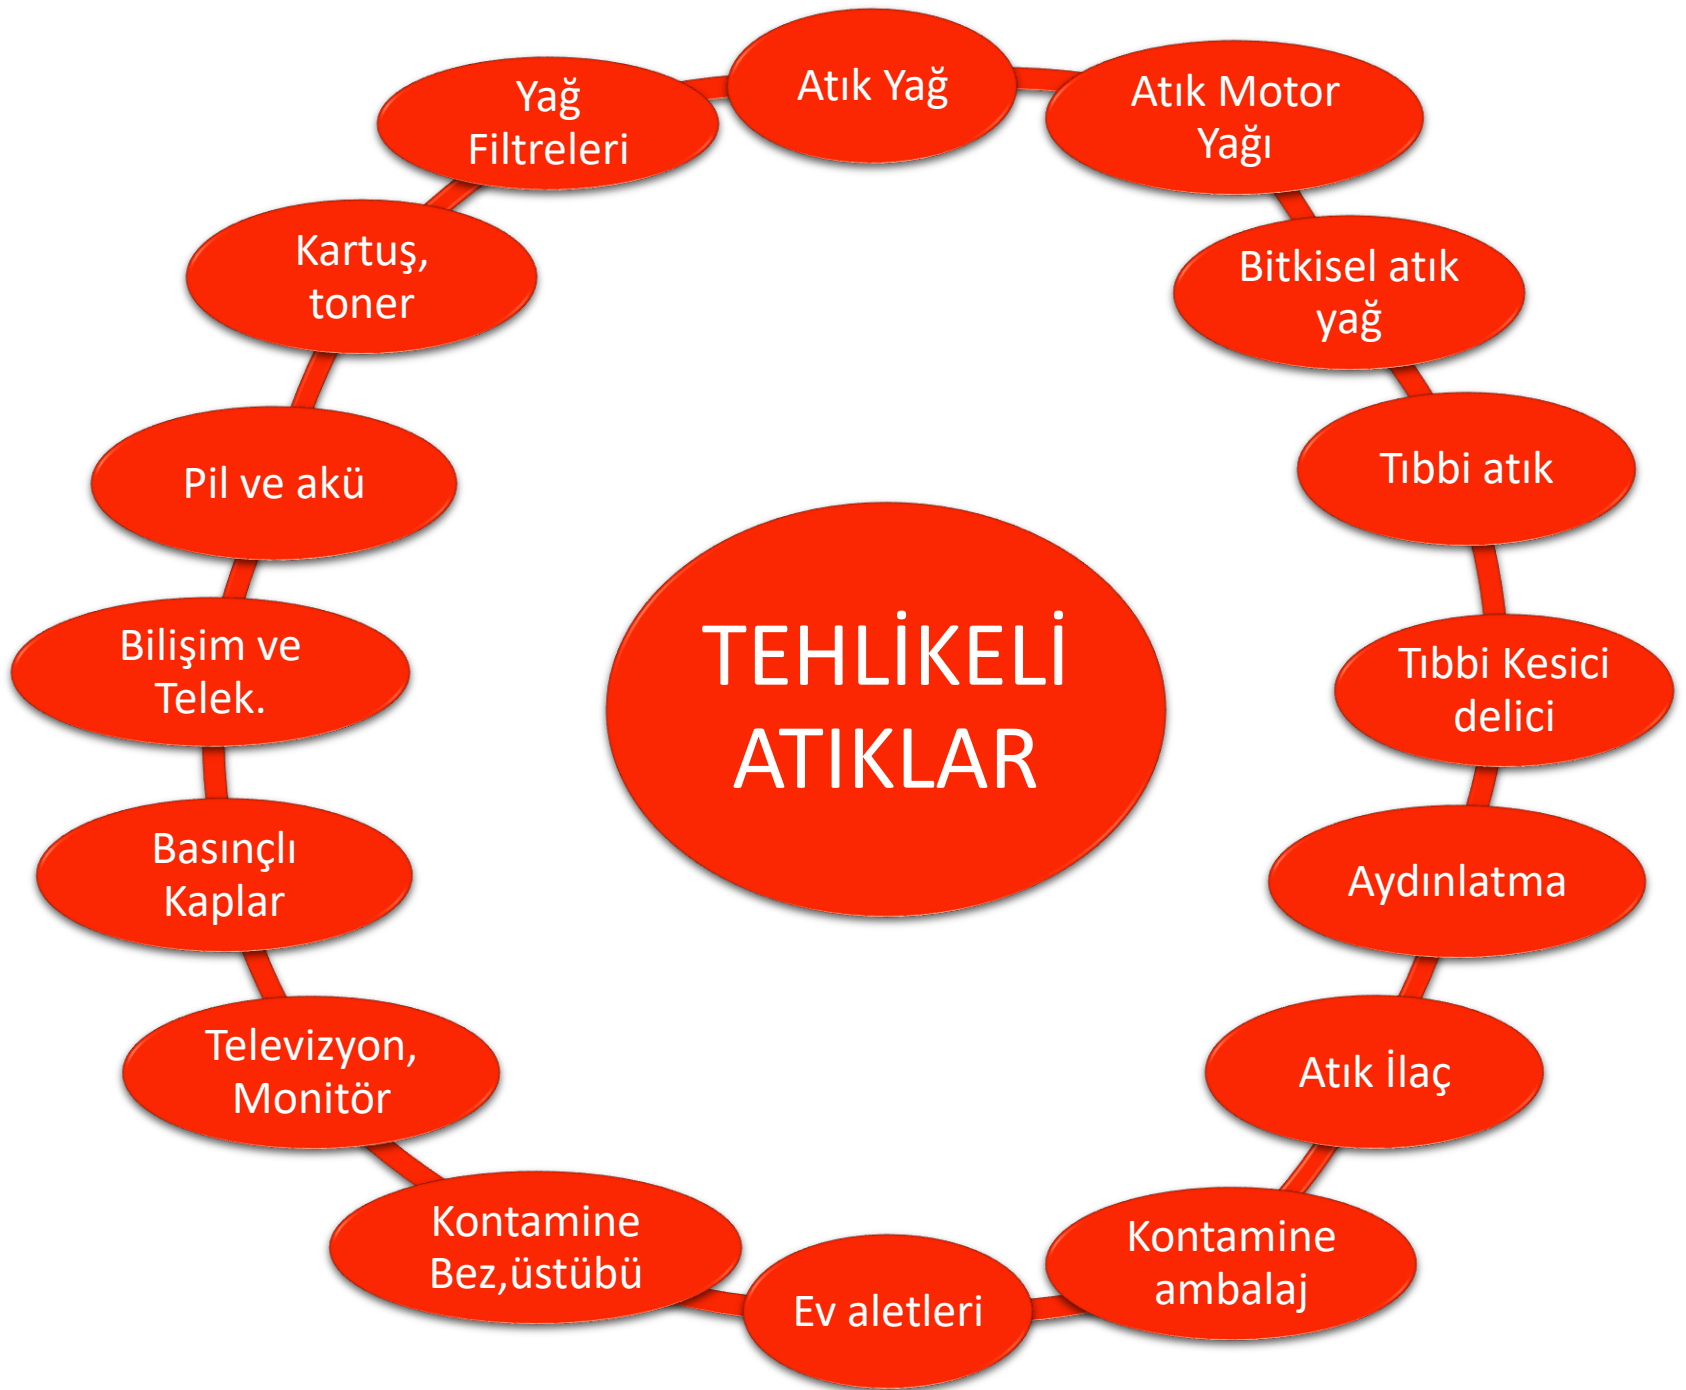 Atık Yağ
Atık Motor
Yağı
Bitkisel atık
yağ
Tıbbi atık
Tıbbi Kesici
delici
Aydınlatma
Atık İlaç
Kontamine
ambalaj
Ev aletleri
Kontamine
Bez,üstübü
Televizyon,
Monitör
Basınçlı
Kaplar
Bilişim ve
Telek.
Pil ve akü
Kartuş,
toner
Yağ
Filtreleri
TEHLİKELİ
ATIKLAR